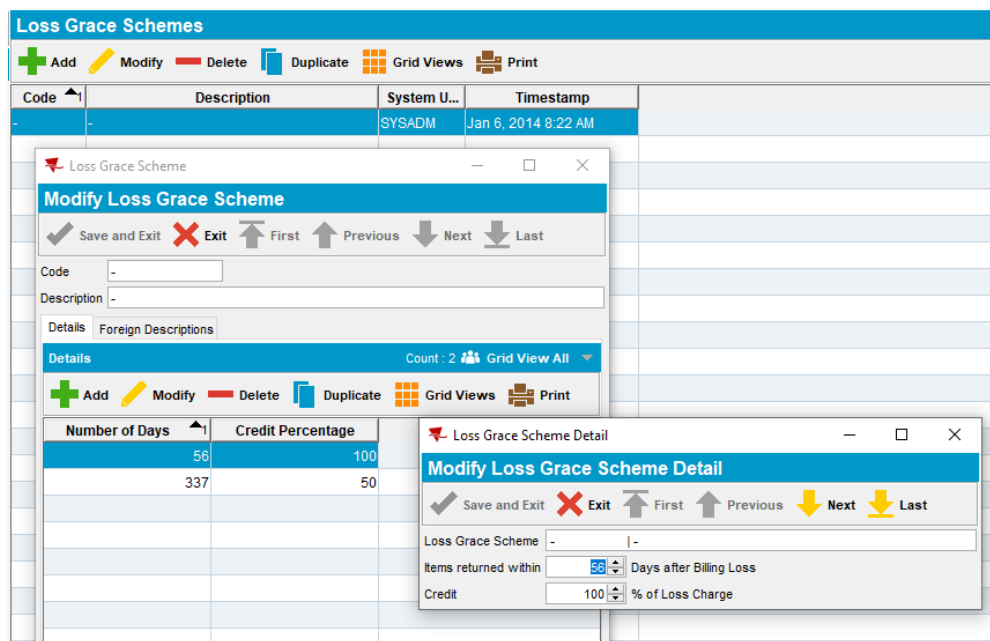 Loss Grace Schemes
Add Modify Delete Duplicate Grid Views Print
Code 1 Description System U... Timestamp
- - SYSADM Jan 6, 2014 8:22 AM
Loss Grace Scheme
Modify Loss Grace Scheme
Save and Exit Exit First Previous Next Last
Code -
Description -
Details Foreign Descriptions
Details Count : 2 Grid View All
Add Modify Delete Duplicate Grid Views Print
Number of Days 1 Credit Percentage
56 100
337 50
Loss Grace Scheme Detail
Modify Loss Grace Scheme Detail
Save and Exit Exit First Previous Next Last
Loss Grace Scheme - | -
Items returned within 56 Days after Billing Loss
Credit 100 % of Loss Charge